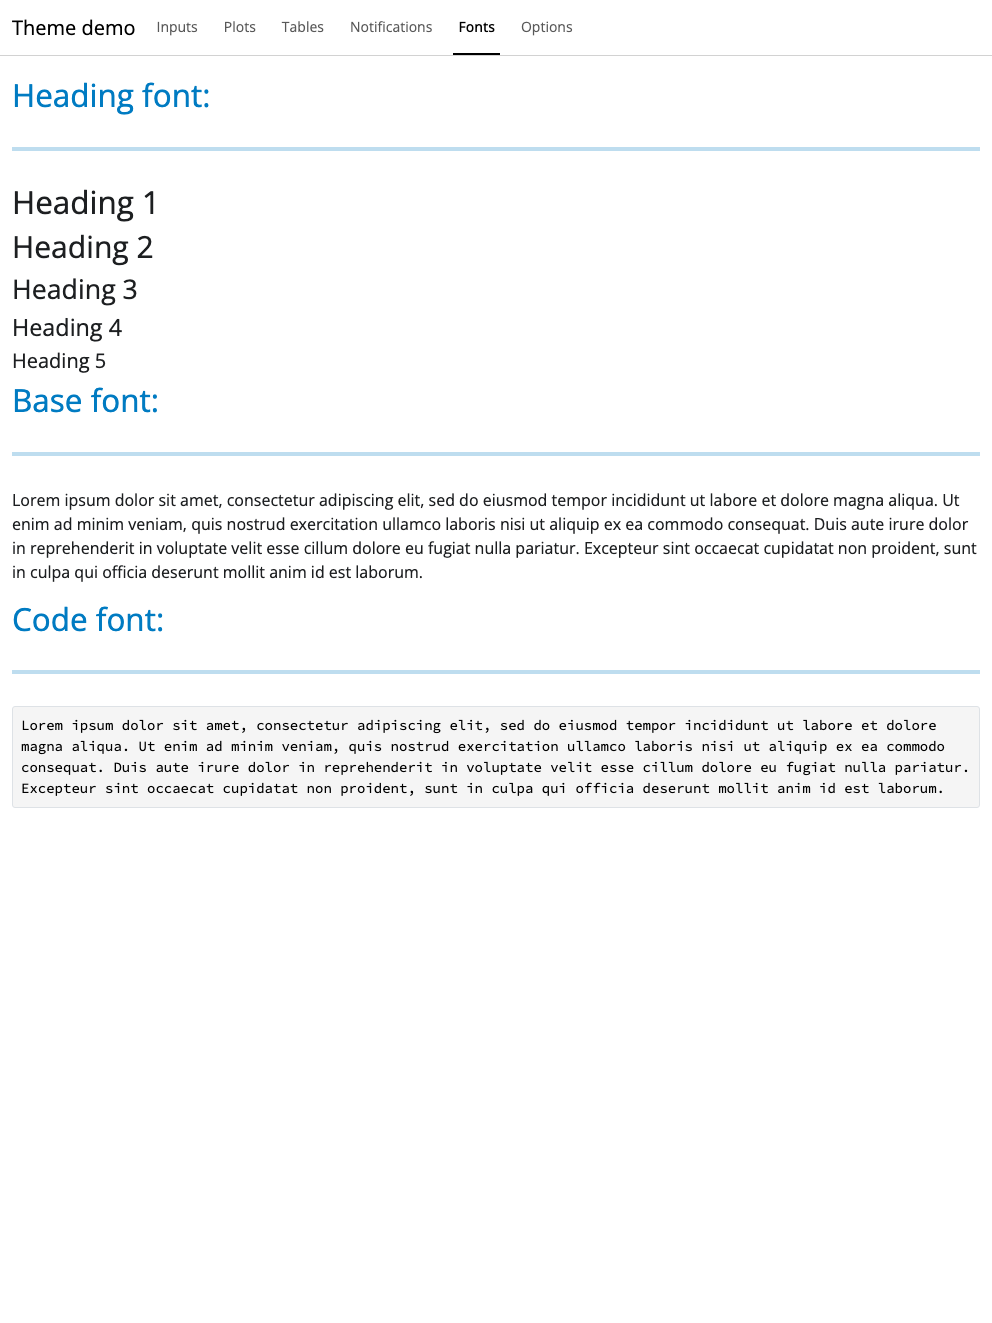 Theme demo Inputs Plots Tables Notifications Fonts Options
Heading font:
Heading 1
Heading 2
Heading 3
Heading 4
Heading 5
Base font:
Lorem ipsum dolor sit amet, consectetur adipiscing elit, sed do eiusmod tempor incididunt ut labore et dolore magna aliqua. Ut
enim ad minim veniam, quis nostrud exercitation ullamco laboris nisi ut aliquip ex ea commodo consequat. Duis aute irure dolor
in reprehenderit in voluptate velit esse cillum dolore eu fugiat nulla pariatur. Excepteur sint occaecat cupidatat non proident, sunt
in culpa qui officia deserunt mollit anim id est laborum.
Code font:
Lorem ipsum dolor sit amet, consectetur adipiscing elit, sed do eiusmod tempor incididunt ut labore et dolore
magna aliqua. Ut enim ad minim veniam, quis nostrud exercitation ullamco laboris nisi ut aliquip ex ea commodo
consequat. Duis aute irure dolor in reprehenderit in voluptate velit esse cillum dolore eu fugiat nulla pariatur.
Excepteur sint occaecat cupidatat non proident, sunt in culpa qui officia deserunt mollit anim id est laborum.